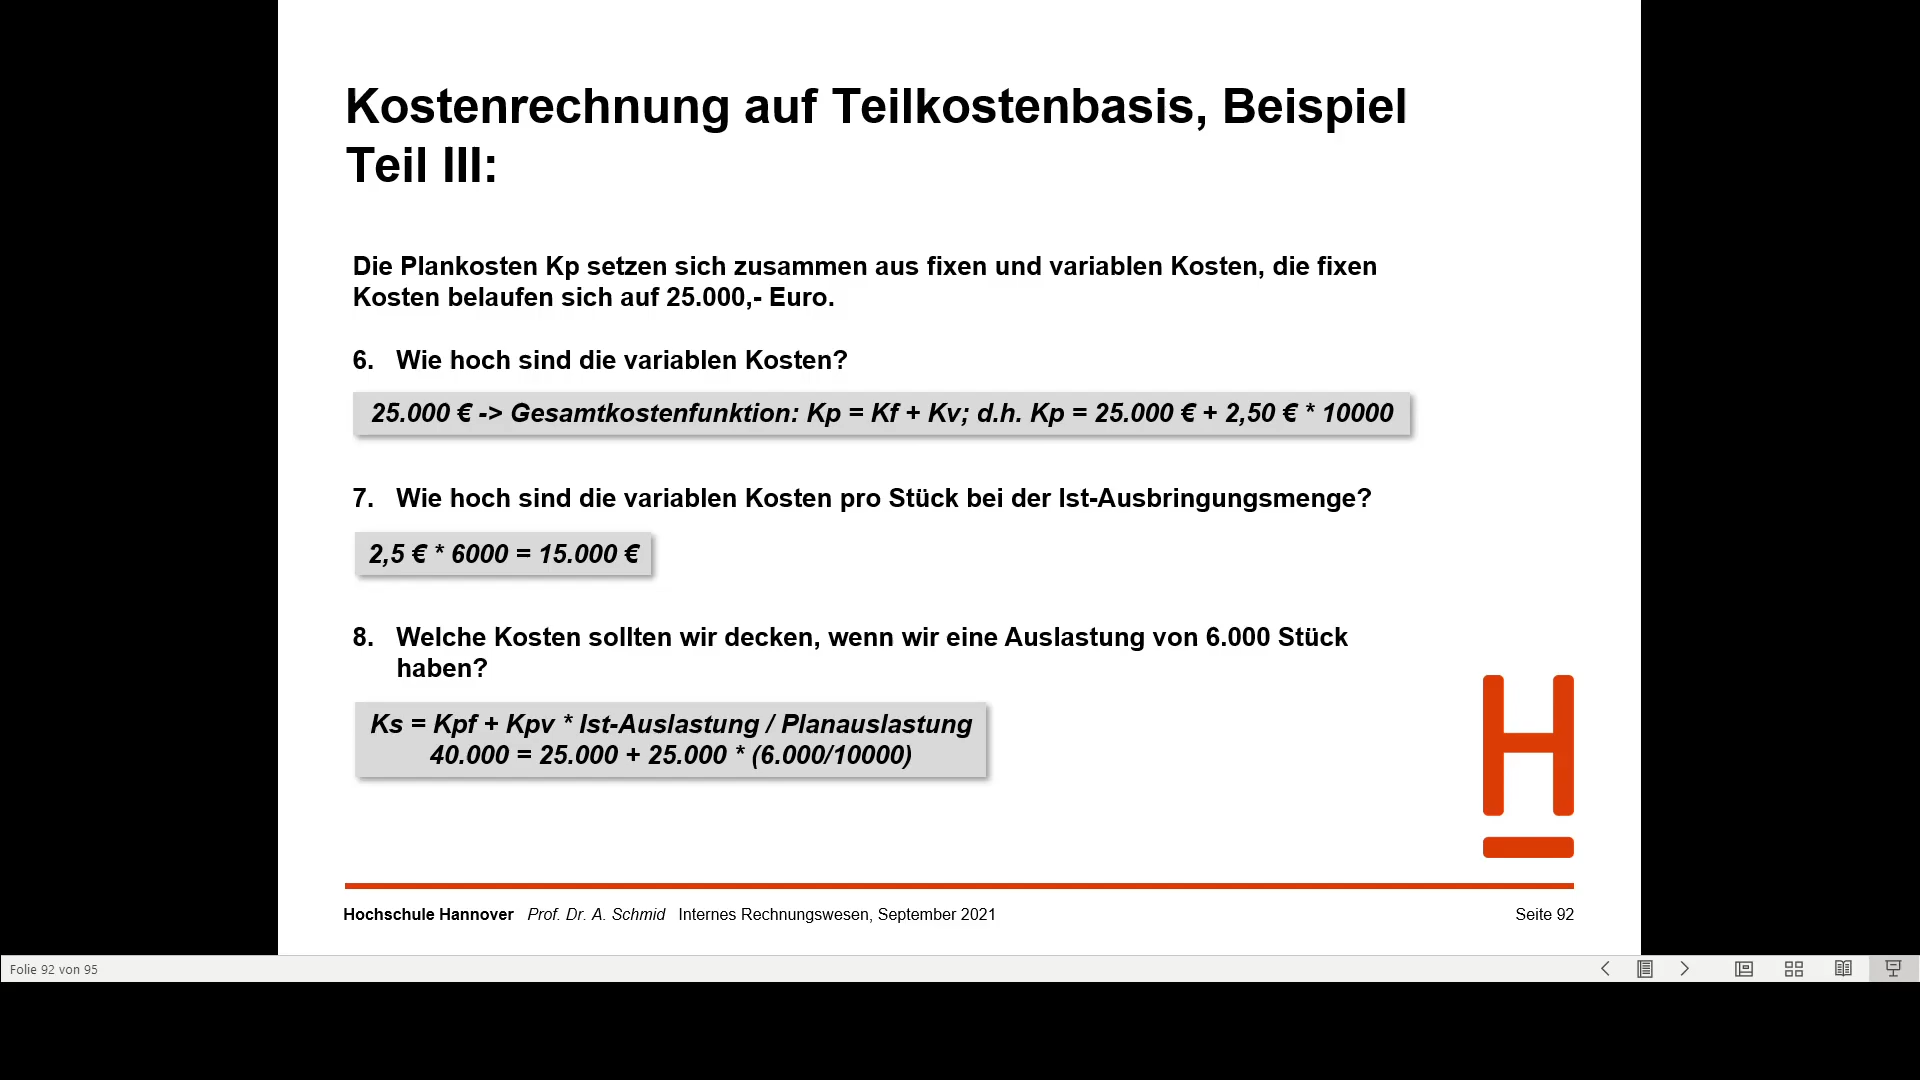 Kostenrechnung auf Teilkostenbasis, Beispiel
Teil III:
Die Plankosten Kp setzen sich zusammen aus fixen und variablen Kosten, die fixen
Kosten belaufen sich auf 25.000,- Euro.
6. Wie hoch sind die variablen Kosten?
25.000 € -> Gesamtkostenfunktion: Kp = Kf + Kv; d.h. Kp = 25.000 € + 2,50 € * 10000
7. Wie hoch sind die variablen Kosten pro Stück bei der Ist-Ausbringungsmenge?
2,5 € * 6000 = 15.000 €
8. Welche Kosten sollten wir decken, wenn wir eine Auslastung von 6.000 Stück
haben?
Ks = Kpf + Kpv * Ist-Auslastung / Planauslastung
40.000 = 25.000 + 25.000 * (6.000/10000)
H
Hochschule Hannover Prof. Dr. A. Schmid Internes Rechnungswesen, September 2021 Seite 92
Folie 92 von 95